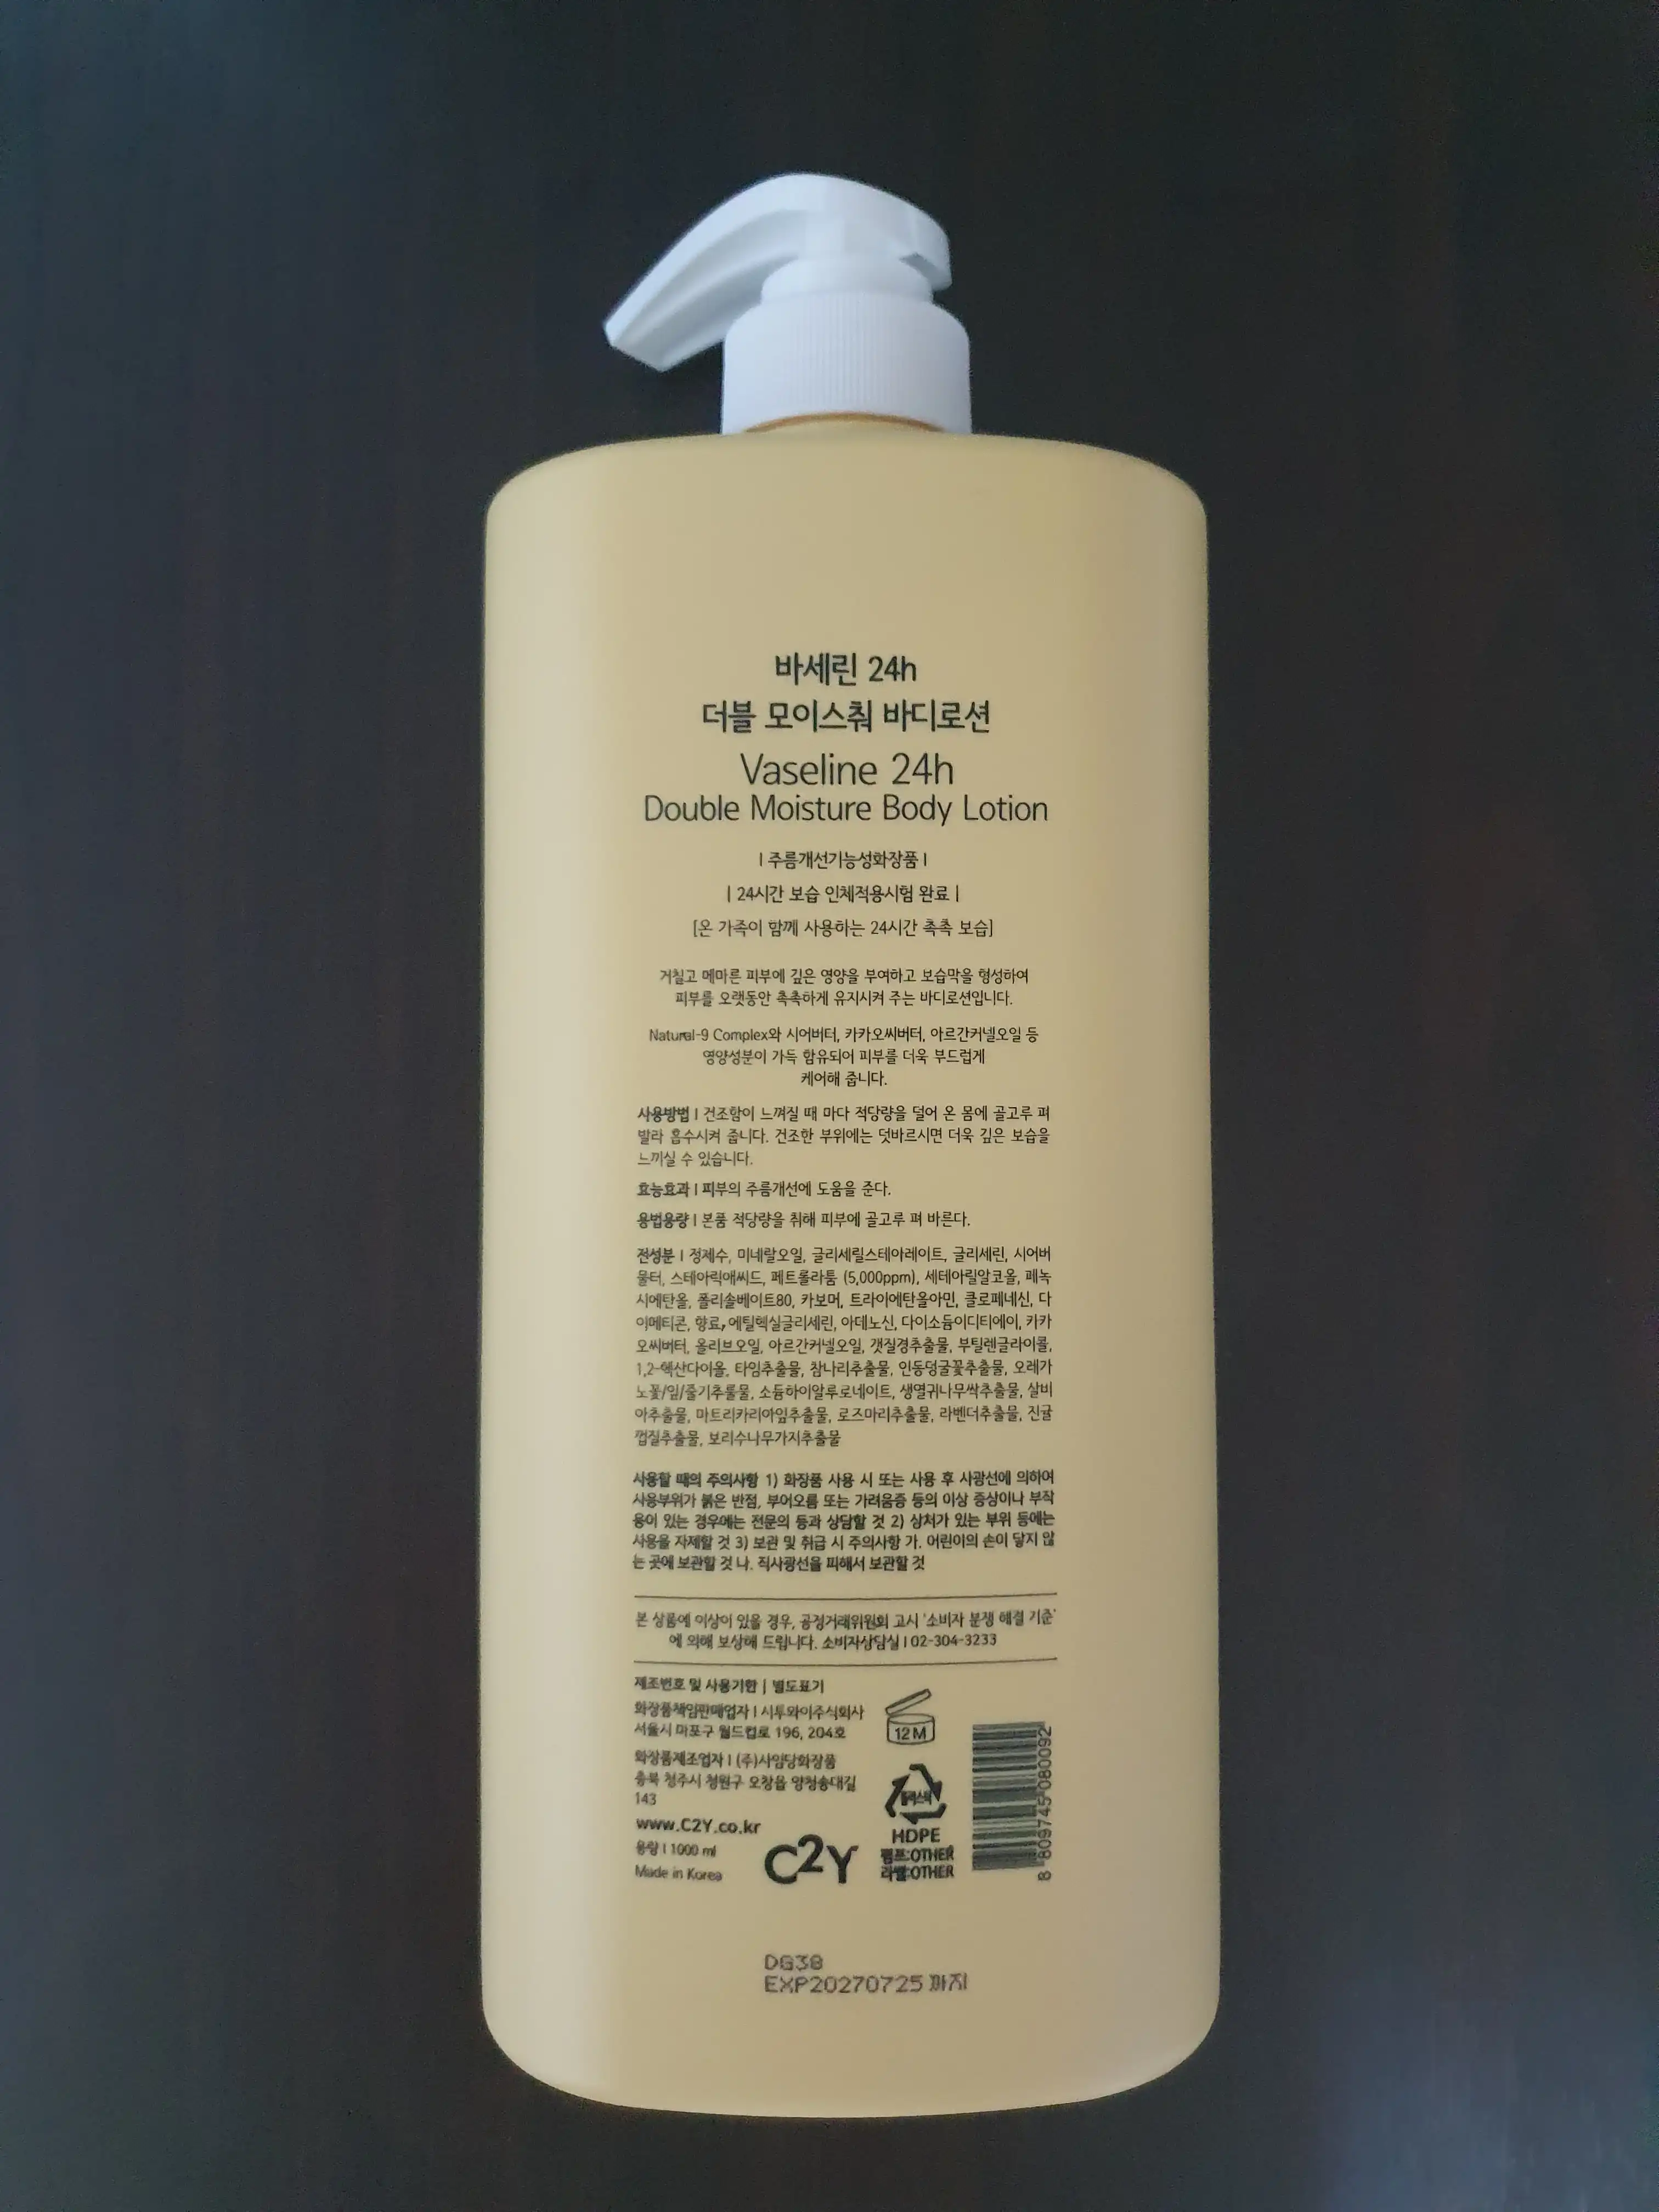 바세린 24h
더블 모이스춰 바디로션
Vaseline 24h
Double Moisture Body Lotion
| 주름개선기능성화장품 |
| 24시간 보습 인체적용시험 완료 |
[온 가족이 함께 사용하는 24시간 촉촉 보습]
거칠고 메마른 피부에 깊은 영양을 부여하고 보습막을 형성하여
피부를 오랫동안 촉촉하게 유지시켜 주는 바디로션입니다.
Natural-9 Complex와 시어버터, 카카오씨버터, 아르간커넬오일 등
영양성분이 가득 함유되어 피부를 더욱 부드럽게
케어해 줍니다.
사용방법 | 건조함이 느껴질 때 마다 적당량을 덜어 온 몸에 골고루 펴
발라 흡수시켜 줍니다. 건조한 부위에는 덧바르시면 더욱 깊은 보습을
느끼실 수 있습니다.
효능효과 | 피부의 주름개선에 도움을 준다.
용법용량 | 본품 적당량을 취해 피부에 골고루 펴 바른다.
전성분 | 정제수, 미네랄오일, 글리세릴스테아레이트, 글리세린, 시어버
물터, 스테아릭애씨드, 페트롤라툼 (5,000ppm), 세테아릴알코올, 페녹
시에탄올, 폴리솔베이트80, 카보머, 트라이에탄올아민, 클로페네신, 다
이메티콘, 향료, 에틸헥실글리세린, 아데노신, 다이소듐이디티에이, 카카
오씨버터, 올리브오일, 아르간커넬오일, 갯질경추출물, 부틸렌글라이콜,
1,2-헥산다이올, 타임추출물, 참나리추출물, 인동덩굴꽃추출물, 오레가
노꽃/잎/줄기추출물, 소듐하이알루로네이트, 생열귀나무싹추출물, 살비
아추출물, 마트리카리아잎추출물, 로즈마리추출물, 라벤더추출물, 진귤
껍질추출물, 보리수나무가지추출물
사용할 때의 주의사항 1) 화장품 사용 시 또는 사용 후 사광선에 의하여
사용부위가 붉은 반점, 부어오름 또는 가려움증 등의 이상 증상이나 부작
용이 있는 경우에는 전문의 등과 상담할 것 2) 상처가 있는 부위 등에는
사용을 자제할 것 3) 보관 및 취급 시 주의사항 가. 어린이의 손이 닿지 않
는 곳에 보관할 것 나. 직사광선을 피해서 보관할 것
본 상품에 이상이 있을 경우, 공정거래위원회 고시 '소비자 분쟁 해결 기준'
에 의해 보상해 드립니다. 소비자상담실 | 02-304-3233
제조번호 및 사용기한 | 별도표기
화장품책임판매업자 | 시투와이주식회사
서울시 마포구 월드컵로 196, 204호
화장품제조업자 | (주)사임당화장품
충북 청주시 청원구 오창읍 양청송대길
143
www.C2Y.co.kr
용량 | 1000 ml
Made in Korea
C2Y
12M
플라스틱
HDPE
펌프:OTHER
라벨:OTHER
8 809745 080092
DG38
EXP20270725 까지